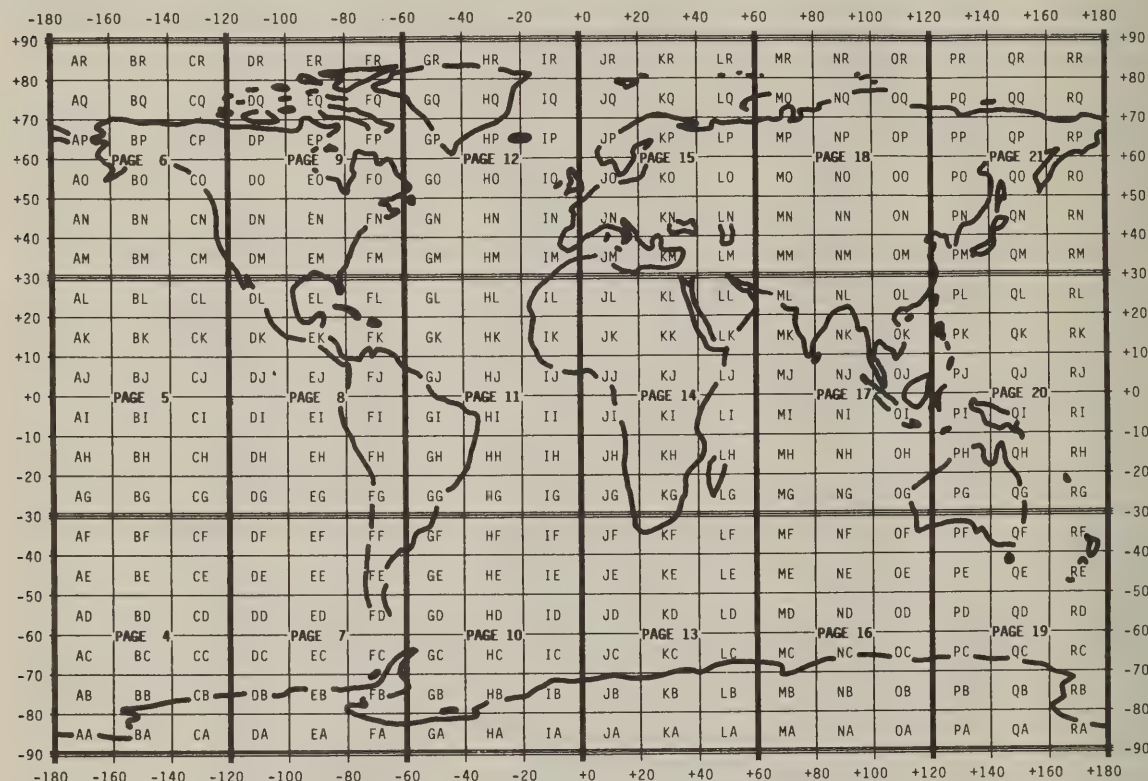 -180 -160 -140 -120 -100 -80 -60 -40 -20 +0 +20 +40 +60 +80 +100 +120 +140 +160 +180
+90 +90
AR BR CR DR ER FR GR HR IR JR KR LR MR NR OR PR QR RR
+80 +80
AQ BQ CQ DQ EQ FQ GQ HQ IQ JQ KQ LQ MQ NQ OQ PQ QQ RQ
+70 +70
AP BP CP DP EP FP GP HP IP JP KP LP MP NP OP PP QP RP
+60 PAGE 6 PAGE 9 PAGE 12 PAGE 15 PAGE 18 PAGE 21 +60
AO BO CO DO EO FO GO HO IO JO KO LO MO NO OO PO QO RO
+50 +50
AN BN CN DN EN FN GN HN IN JN KN LN MN NN ON PN QN RN
+40 +40
AM BM CM DM EM FM GM HM IM JM KM LM MM NM OM PM QM RM
+30 +30
AL BL CL DL EL FL GL HL IL JL KL LL ML NL OL PL QL RL
+20 +20
AK BK CK DK EK FK GK HK IK JK KK LK MK NK OK PK QK RK
+10 +10
AJ BJ CJ DJ EJ FJ GJ HJ IJ JJ KJ LJ MJ NJ OJ PJ QJ RJ
+0 PAGE 5 PAGE 8 PAGE 11 PAGE 14 PAGE 17 PAGE 20 +0
AI BI CI DI EI FI GI HI II JI KI LI MI NI OI PI QI RI
-10 -10
AH BH CH DH EH FH GH HH IH JH KH LH MH NH OH PH QH RH
-20 -20
AG BG CG DG EG FG GG HG IG JG KG LG MG NG OG PG QG RG
-30 -30
AF BF CF DF EF FF GF HF IF JF KF LF MF NF OF PF QF RF
-40 -40
AE BE CE DE EE FE GE HE IE JE KE LE ME NE OE PE QE RE
-50 -50
AD BD CD DD ED FD GD HD ID JD KD LD MD ND OD PD QD RD
-60 PAGE 4 PAGE 7 PAGE 10 PAGE 13 PAGE 16 PAGE 19 -60
AC BC CC DC EC FC GC HC IC JC KC LC MC NC OC PC QC RC
-70 -70
AB BB CB DB EB FB GB HB IB JB KB LB MB NB OB PB QB RB
-80 -80
AA BA CA DA EA FA GA HA IA JA KA LA MA NA OA PA QA RA
-90 -90
-180 -160 -140 -120 -100 -80 -60 -40 -20 +0 +20 +40 +60 +80 +100 +120 +140 +160 +180